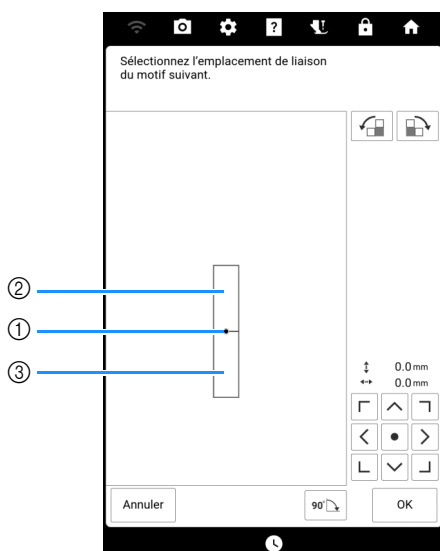 ?
Sélectionnez l'emplacement de liaison
du motif suivant.
②
①
③
0.0 mm
0.0 mm
Annuler
90°
OK